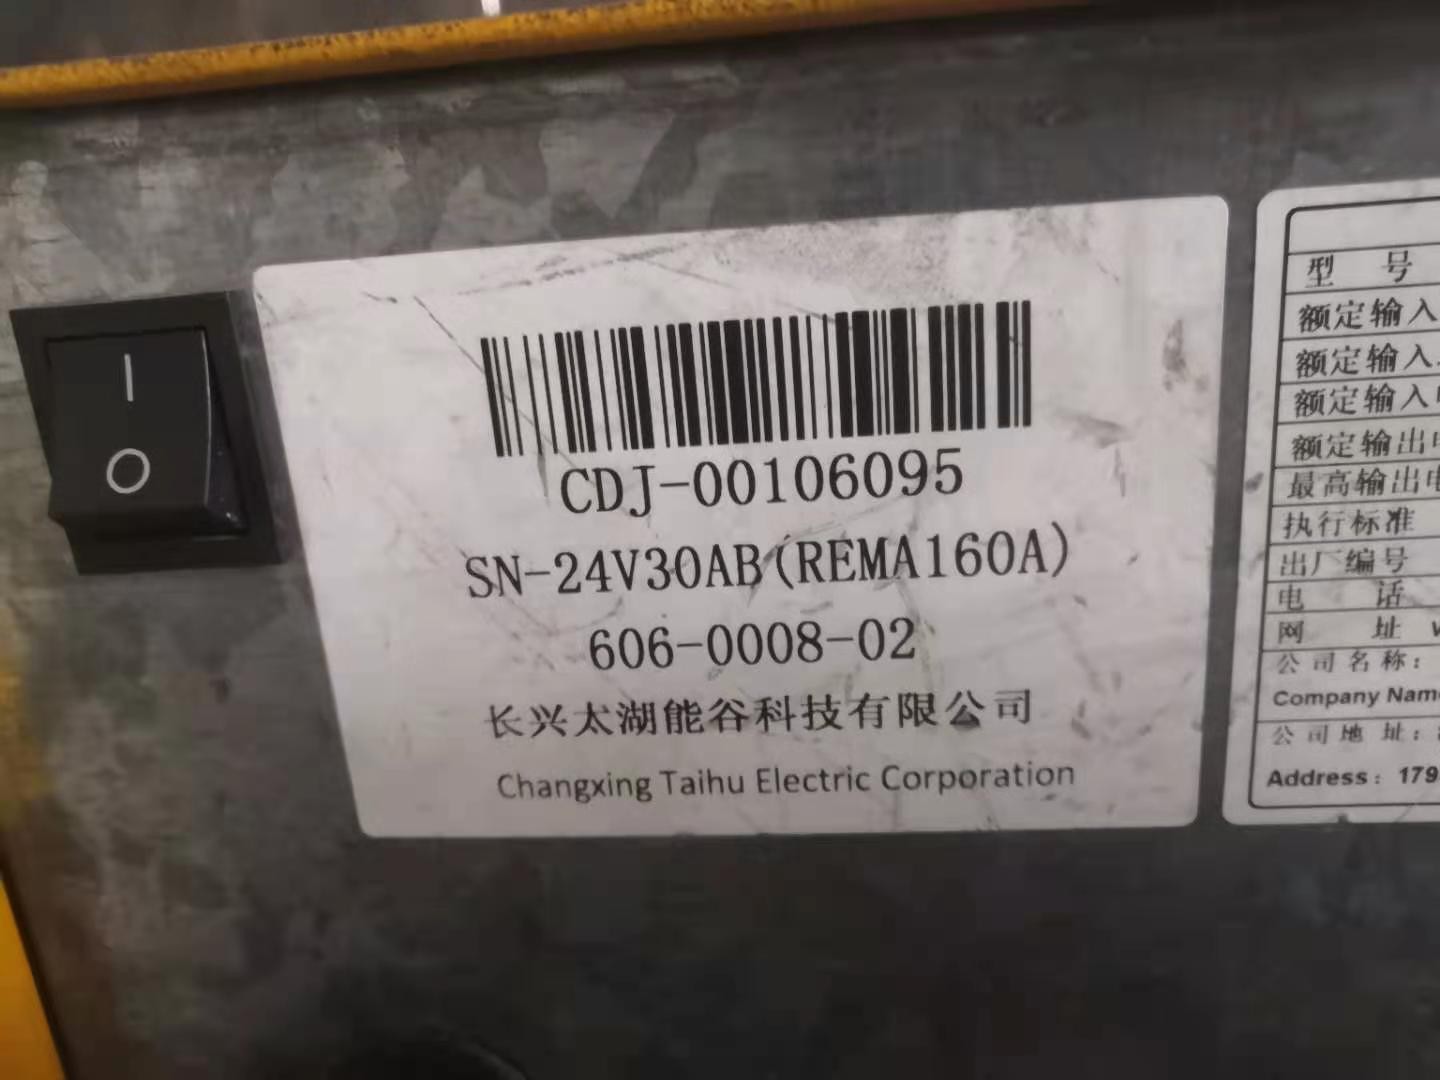 CDJ-00106095
SN-24V30AB(REMA160A)
606-0008-02
长兴太湖能谷科技有限公司
Changxing Taihu Electric Corporation
型 号
额定输入
额定输入
额定输入
额定输出
最高输出电
执行标准
出厂编号
电 话
网 址
公司名称：
Company Name
公司地址：
Address：179